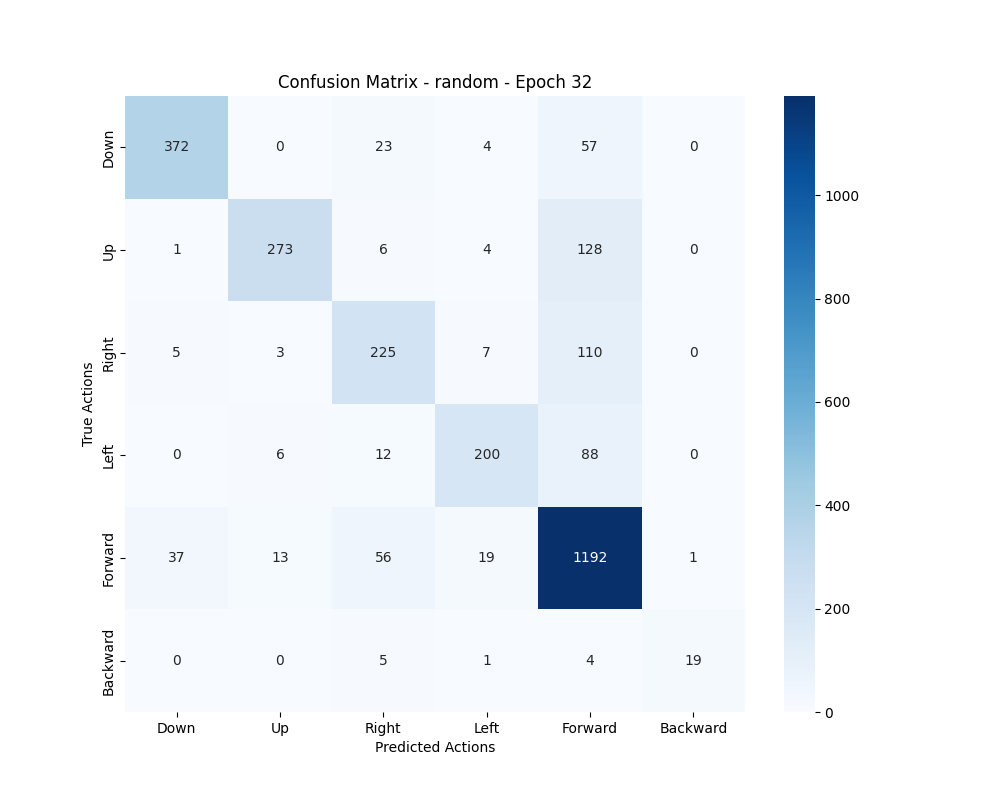 Confusion Matrix - random - Epoch 32
True Actions
Down 372 0 23 4 57 0
Up 1 273 6 4 128 0
Right 5 3 225 7 110 0
Left 0 6 12 200 88 0
Forward 37 13 56 19 1192 1
Backward 0 0 5 1 4 19
Down Up Right Left Forward Backward
Predicted Actions
1000
800
600
400
200
0